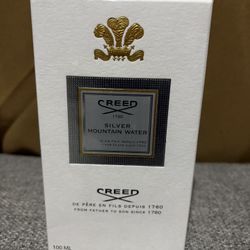 CREED
1760
SILVER
MOUNTAIN WATER
CREED
DE PÈRE EN FILS DEPUIS 1760
FROM FATHER TO SON SINCE 1760
100 ML